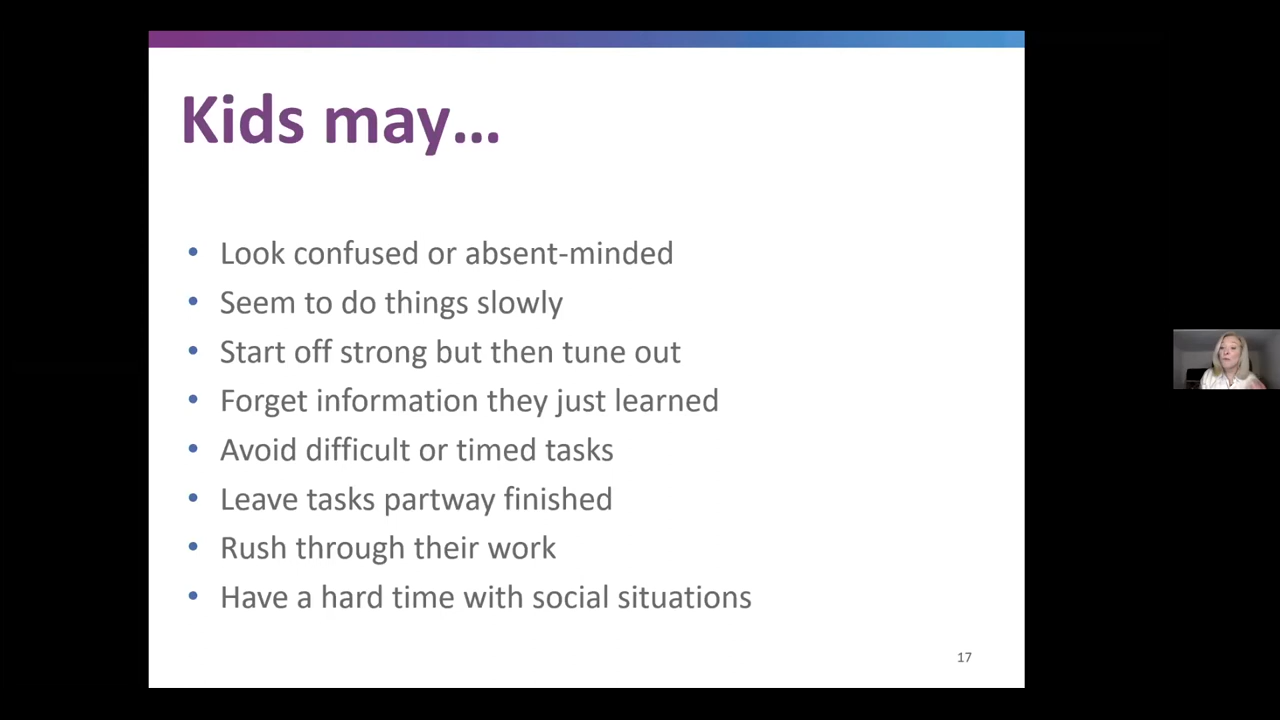 Kids may...
• Look confused or absent-minded
• Seem to do things slowly
• Start off strong but then tune out
• Forget information they just learned
• Avoid difficult or timed tasks
• Leave tasks partway finished
• Rush through their work
• Have a hard time with social situations
17